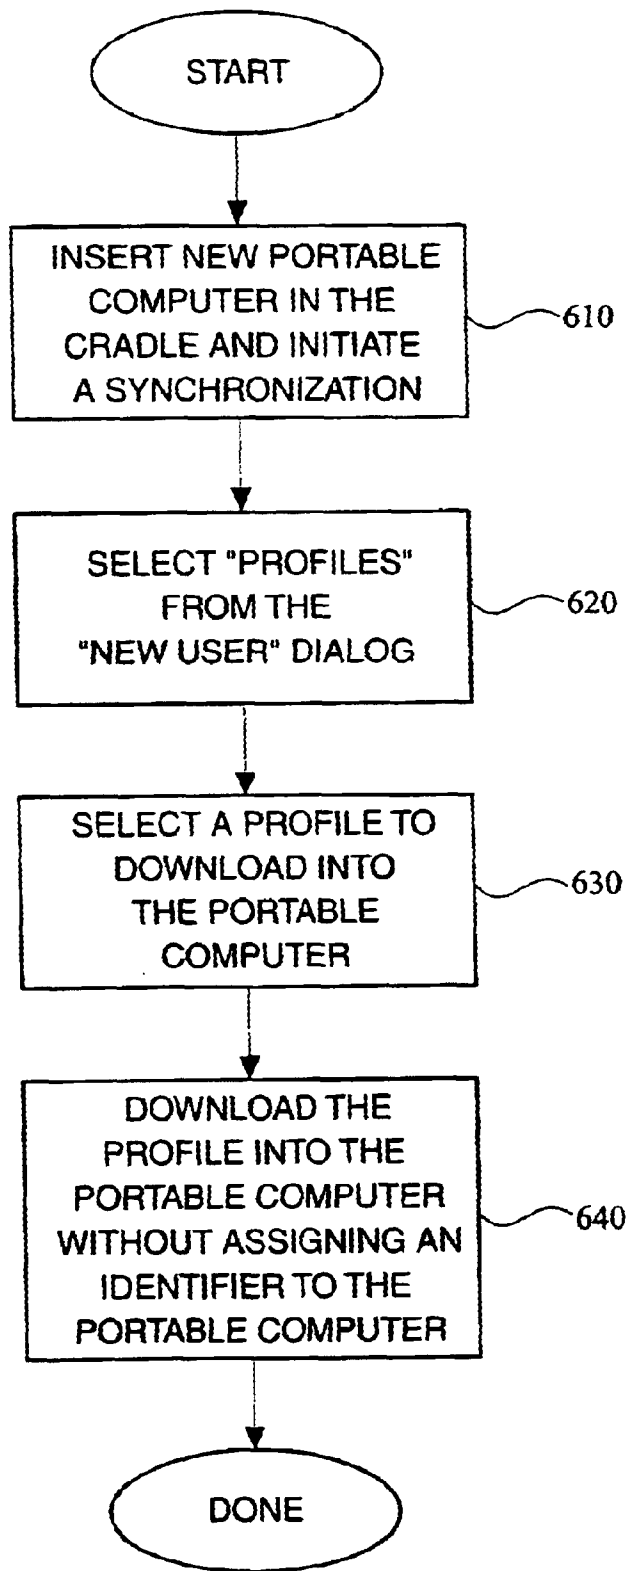 START
INSERT NEW PORTABLE
COMPUTER IN THE
CRADLE AND INITIATE
A SYNCHRONIZATION
610
SELECT "PROFILES"
FROM THE
"NEW USER" DIALOG
620
SELECT A PROFILE TO
DOWNLOAD INTO
THE PORTABLE
COMPUTER
630
DOWNLOAD THE
PROFILE INTO THE
PORTABLE COMPUTER
WITHOUT ASSIGNING AN
IDENTIFIER TO THE
PORTABLE COMPUTER
640
DONE